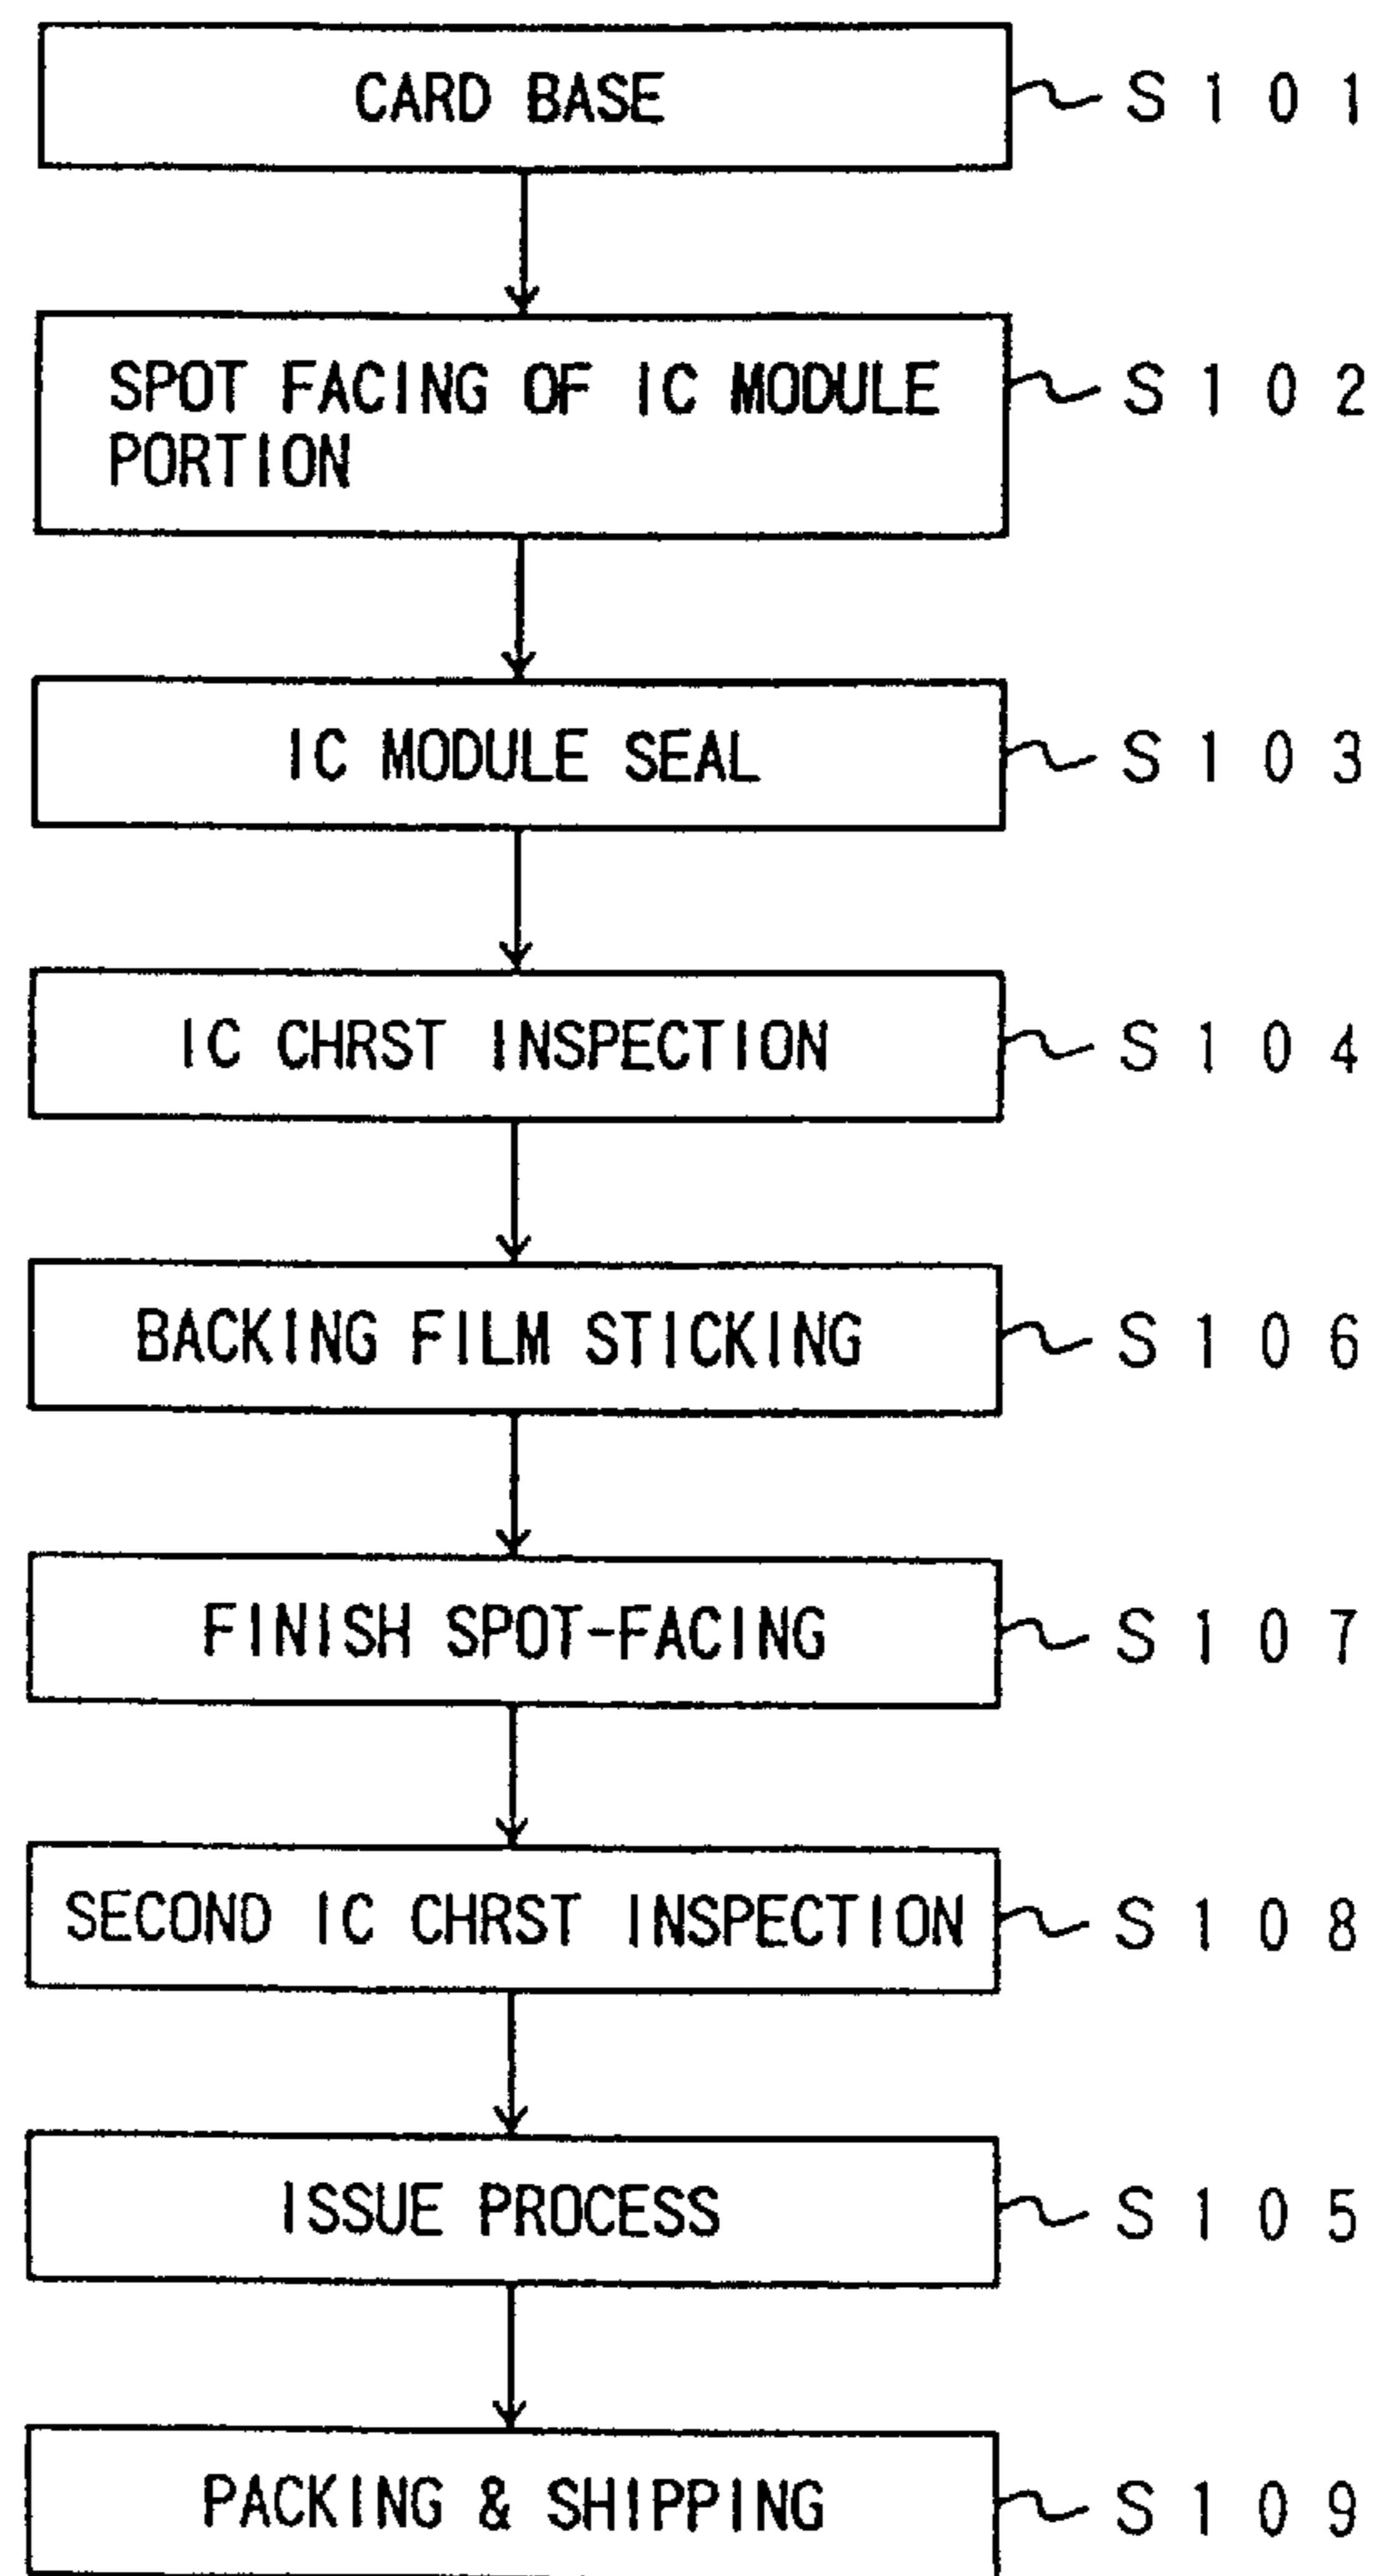 CARD BASE S101
SPOT FACING OF IC MODULE S102
PORTION
IC MODULE SEAL S103
IC CHRST INSPECTION S104
BACKING FILM STICKING S106
FINISH SPOT-FACING S107
SECOND IC CHRST INSPECTION S108
ISSUE PROCESS S105
PACKING & SHIPPING S109